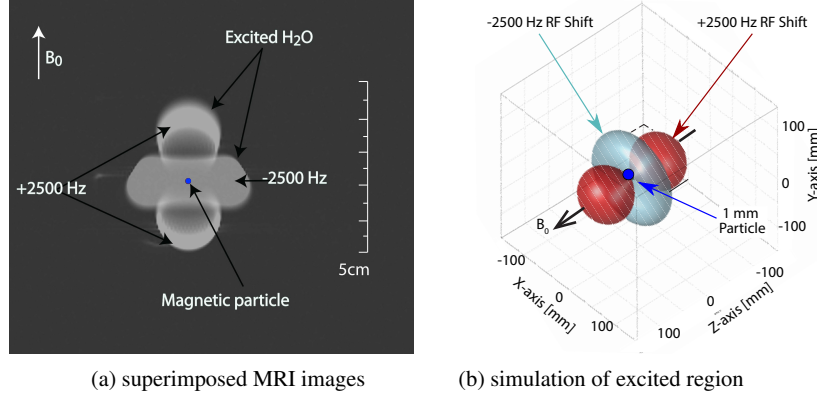 B0
Excited H2O
+2500 Hz
-2500 Hz
5cm
Magnetic particle
(a) superimposed MRI images
-2500 Hz RF Shift
+2500 Hz RF Shift
100
0
-100
Y-axis [mm]
1 mm
Particle
B0
-100
0
100
X-axis [mm]
-100
0
100
Z-axis [mm]
(b) simulation of excited region